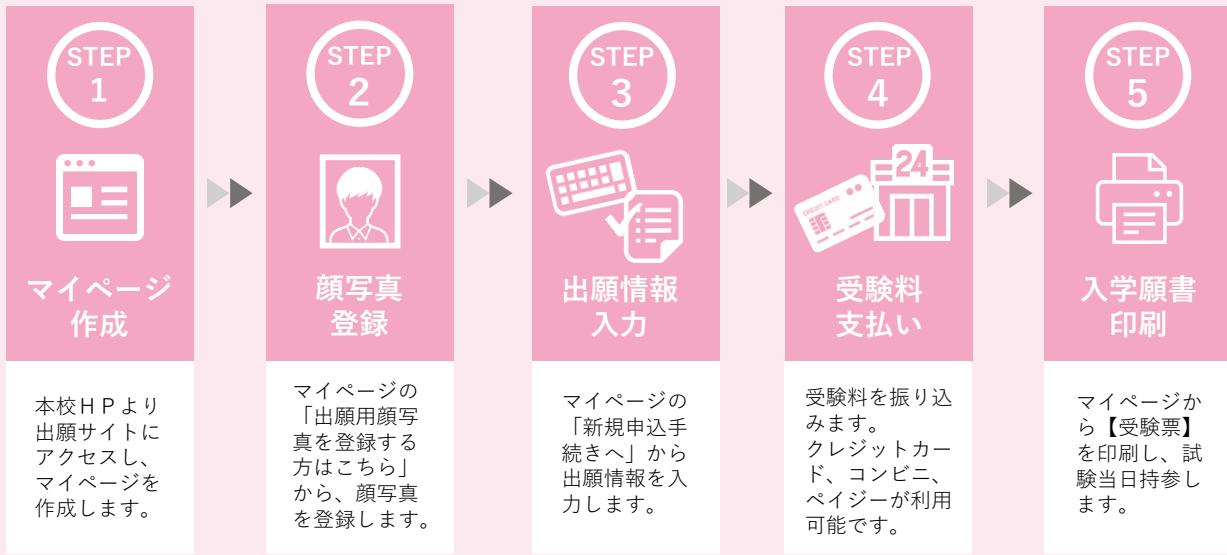 STEP
1
マイページ
作成
本校ＨＰより
出願サイトに
アクセスし、
マイページを
作成します。
STEP
2
顔写真
登録
マイページの
「出願用顔写
真を登録する
方はこちら」
から、顔写真
を登録します。
STEP
3
出願情報
入力
マイページの
「新規申込手
続きへ」から
出願情報を入
力します。
STEP
4
24
CREDIT CARD
受験料
支払い
受験料を振り込
みます。
クレジットカー
ド、コンビニ、
ペイジーが利用
可能です。
STEP
5
入学願書
印刷
マイページか
ら【受験票】
を印刷し、試
験当日持参し
ます。